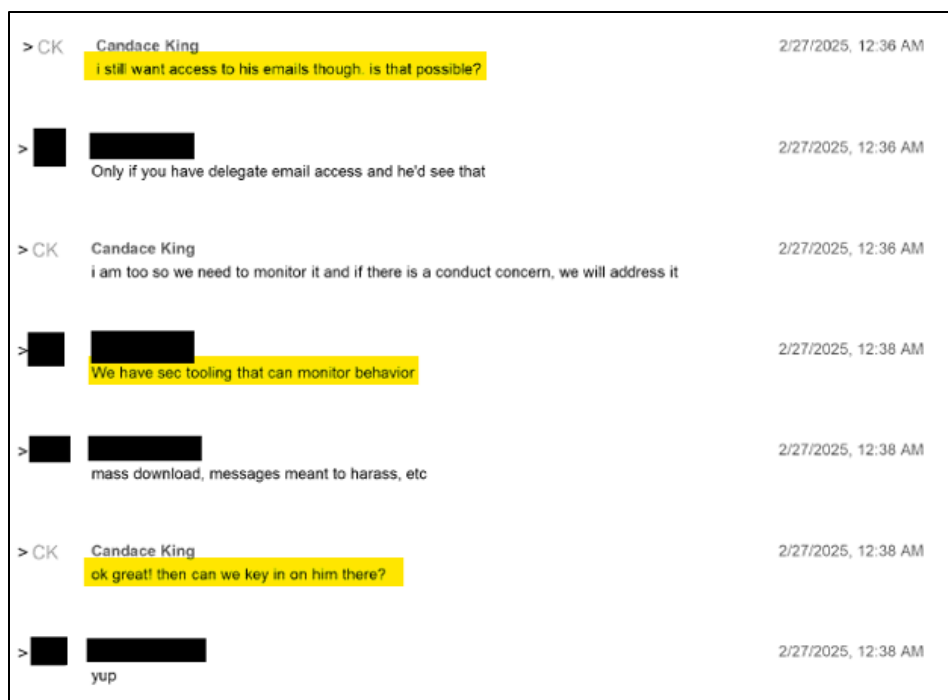 > CK Candace King 2/27/2025, 12:36 AM
i still want access to his emails though. is that possible?
> 2/27/2025, 12:36 AM
Only if you have delegate email access and he'd see that
> CK Candace King 2/27/2025, 12:36 AM
i am too so we need to monitor it and if there is a conduct concern, we will address it
> 2/27/2025, 12:38 AM
We have sec tooling that can monitor behavior
> 2/27/2025, 12:38 AM
mass download, messages meant to harass, etc
> CK Candace King 2/27/2025, 12:38 AM
ok great! then can we key in on him there?
> 2/27/2025, 12:38 AM
yup